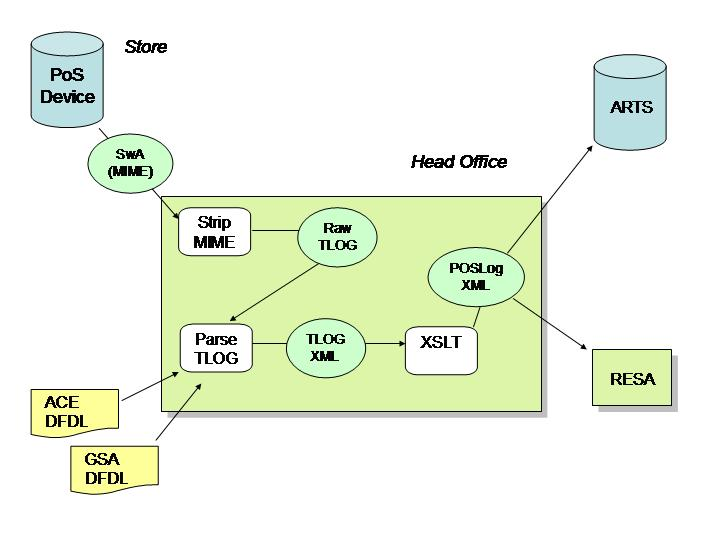 Store
PoS
Device
ARTS
SwA
(MIME)
Head Office
Strip
MIME
Raw
TLOG
POSLog
XML
Parse
TLOG
TLOG
XML
XSLT
RESA
ACE
DFDL
GSA
DFDL